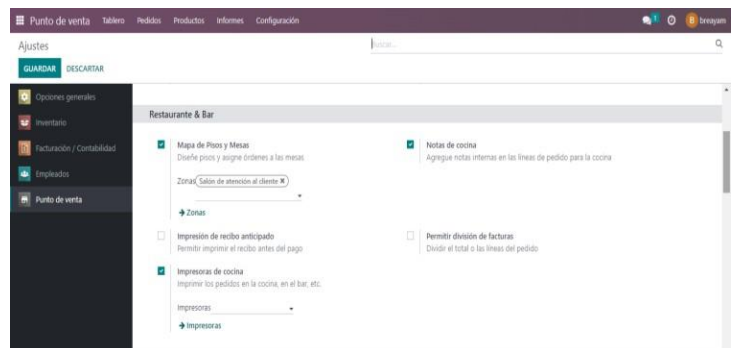 Punto de venta Tablero Pedidos Productos Informes Configuración 1 B breayam
Ajustes Buscar...
GUARDAR DESCARTAR
Opciones generales
Inventario
Facturación / Contabilidad
Empleados
Punto de venta
Restaurante & Bar
Mapa de Pisos y Mesas
Diseñe pisos y asigne órdenes a las mesas
Zonas Salón de atención al cliente ✖
➔ Zonas
Notas de cocina
Agregue notas internas en las líneas de pedido para la cocina
Impresión de recibo anticipado
Permitir imprimir el recibo antes del pago
Permitir división de facturas
Dividir el total o las líneas del pedido
Impresoras de cocina
Imprimir los pedidos en la cocina, en el bar, etc.
Impresoras
➔ Impresoras